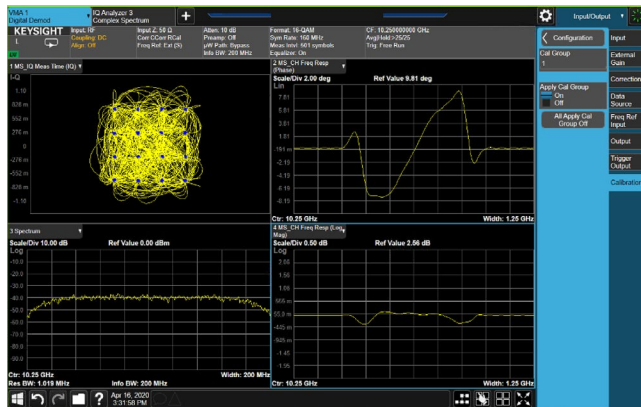 VMA 1
Digital Demod
IQ Analyzer 3
Complex Spectrum
+
Input/Output
KEYSIGHT
Input: RF
Coupling: DC
Align: Off
Input Z: 50 Ω
Corr CCorr RCal
Freq Ref: Ext (S)
Atten: 10 dB
Preamp: Off
µW Path: Bypass
Info BW: 200 MHz
Format: 16-QAM
Sym Rate: 160 MHz
Meas Intvl: 501 symbols
Equalizer: On
CF: 10.250000000 GHz
Avg|Hold>25/25
Trig: Free Run
1 MS_IQ Meas Time (IQ)
I-Q
1.10
828 m
552 m
276 m
0
-276 m
-552 m
-828 m
-1.10
2 MS_CH Freq Resp
(Phase)
Scale/Div 2.00 deg
Ref Value 9.81 deg
Lin
7.81
5.81
3.81
1.81
-191 m
-2.19
-4.19
-6.19
-8.19
Ctr: 10.25 GHz
Width: 1.25 GHz
3 Spectrum
Scale/Div 10.00 dB
Ref Value 0.00 dBm
Log
-10.0
-20.0
-30.0
-40.0
-50.0
-60.0
-70.0
-80.0
-90.0
Ctr: 10.25 GHz
Width: 200 MHz
Res BW: 1.019 MHz
Info BW: 200 MHz
4 MS_CH Freq Resp (Log
Mag)
Scale/Div 0.50 dB
Ref Value 2.56 dB
Log
2.06
1.56
1.06
-445 m
-945 m
-1.45
Ctr: 10.25 GHz
Width: 1.25 GHz
Configuration
Cal Group
1
Apply Cal Group
On
Off
All Apply Cal
Group Off
Input
External
Gain
Correction
Data
Source
Freq Ref
Input
Output
Trigger
Output
Calibration
?
Apr 16, 2020
3:31:56 PM